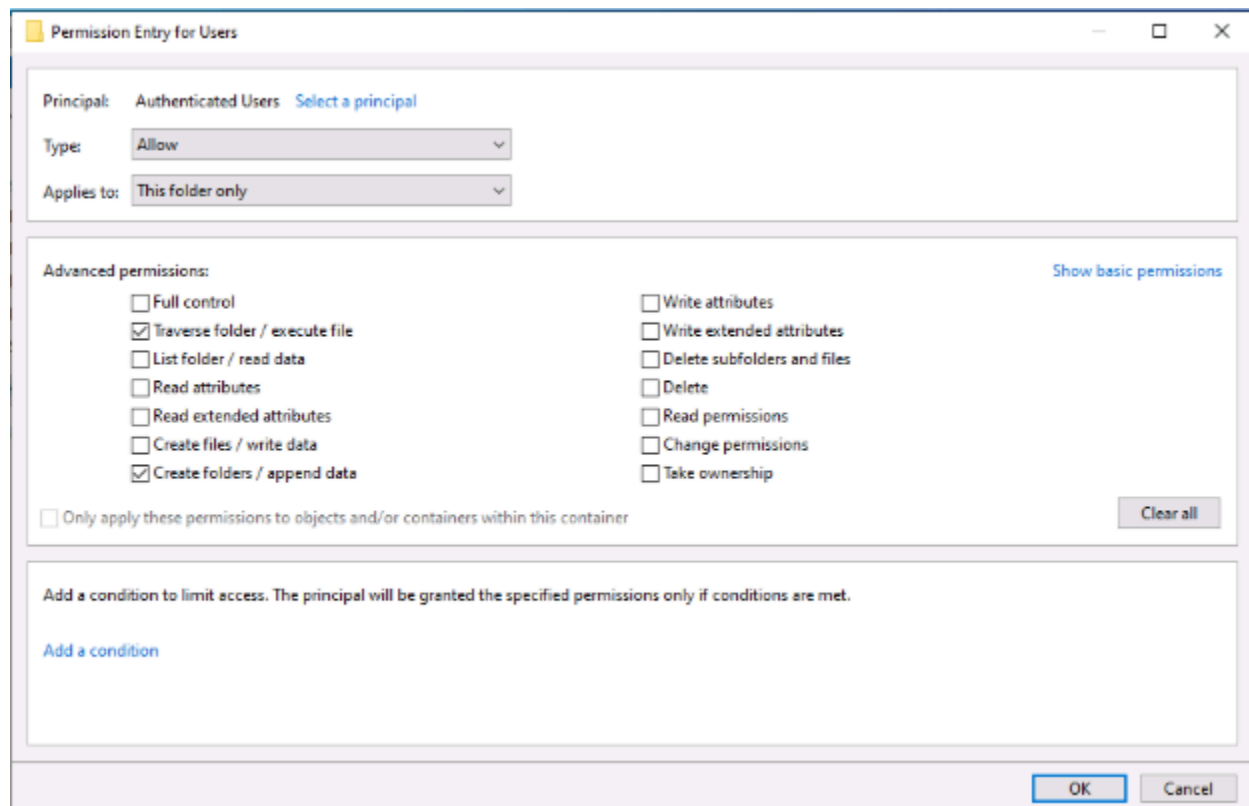 Permission Entry for Users
Principal: Authenticated Users Select a principal
Type: Allow
Applies to: This folder only
Advanced permissions: Show basic permissions
Full control Write attributes
Traverse folder / execute file Write extended attributes
List folder / read data Delete subfolders and files
Read attributes Delete
Read extended attributes Read permissions
Create files / write data Change permissions
Create folders / append data Take ownership
Only apply these permissions to objects and/or containers within this container Clear all
Add a condition to limit access. The principal will be granted the specified permissions only if conditions are met.
Add a condition
OK Cancel